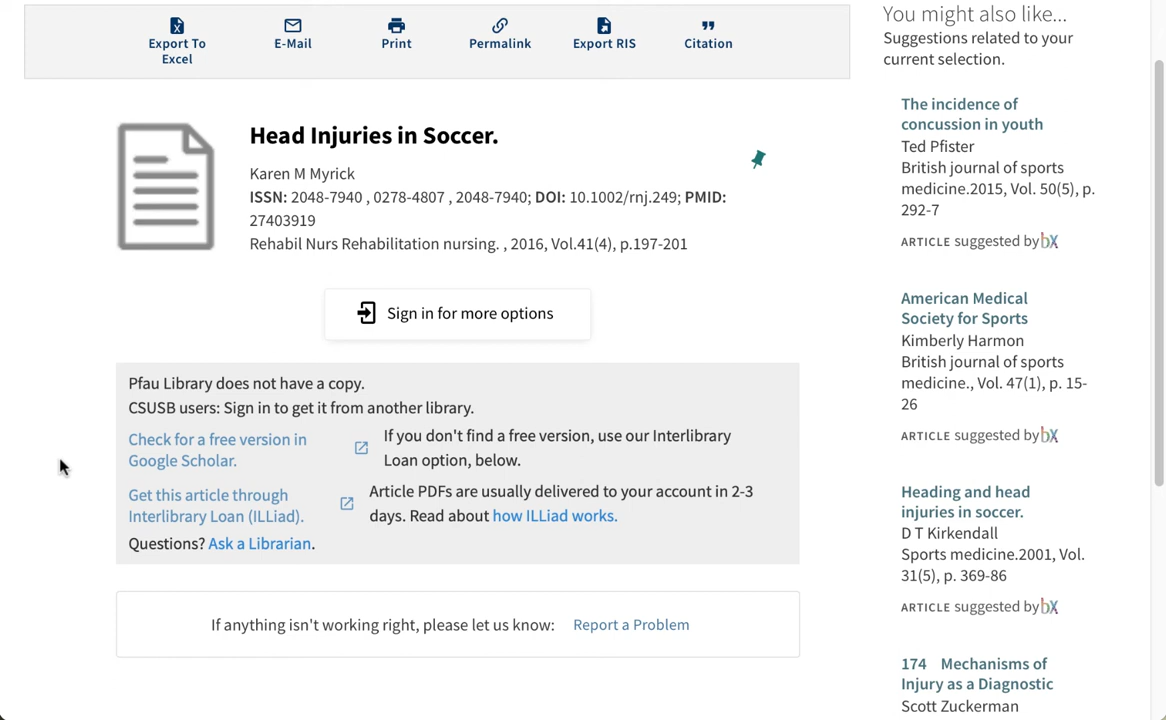 Export To
Excel
E-Mail
Print
Permalink
Export RIS
Citation
Head Injuries in Soccer.
Karen M Myrick
ISSN: 2048-7940 , 0278-4807 , 2048-7940; DOI: 10.1002/rnj.249; PMID:
27403919
Rehabil Nurs Rehabilitation nursing. , 2016, Vol.41(4), p.197-201
Sign in for more options
Pfau Library does not have a copy.
CSUSB users: Sign in to get it from another library.
Check for a free version in
Google Scholar.
If you don't find a free version, use our Interlibrary
Loan option, below.
Get this article through
Interlibrary Loan (ILLiad).
Article PDFs are usually delivered to your account in 2-3
days. Read about how ILLiad works.
Questions? Ask a Librarian.
If anything isn't working right, please let us know: Report a Problem
You might also like...
Suggestions related to your
current selection.
The incidence of
concussion in youth
Ted Pfister
British journal of sports
medicine.2015, Vol. 50(5), p.
292-7
ARTICLE suggested by bX
American Medical
Society for Sports
Kimberly Harmon
British journal of sports
medicine., Vol. 47(1), p. 15-
26
ARTICLE suggested by bX
Heading and head
injuries in soccer.
D T Kirkendall
Sports medicine.2001, Vol.
31(5), p. 369-86
ARTICLE suggested by bX
174 Mechanisms of
Injury as a Diagnostic
Scott Zuckerman